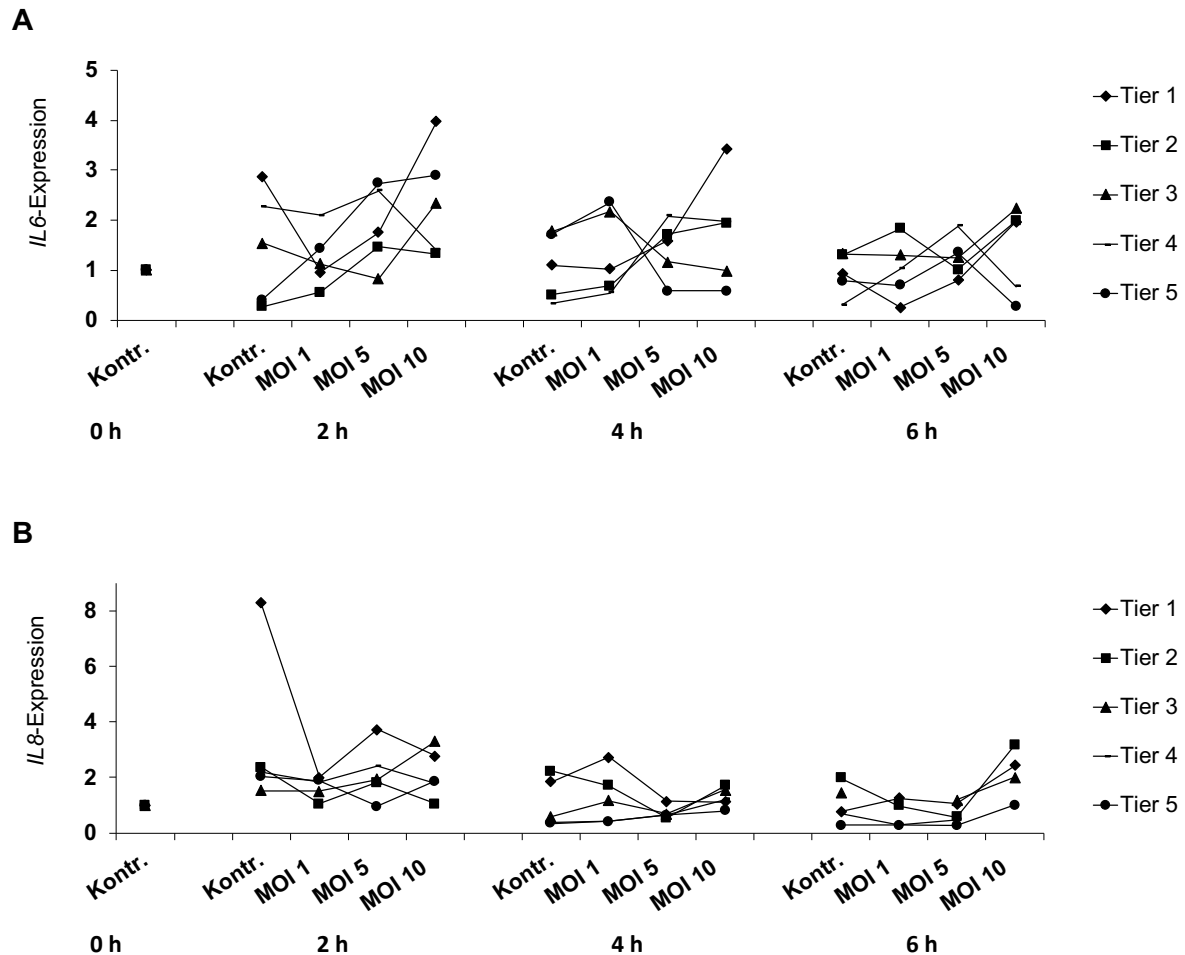 A
IL6-Expression
5
4
3
2
1
0
Kontr.
Kontr.
MOI 1
MOI 5
MOI 10
Kontr.
MOI 1
MOI 5
MOI 10
Kontr.
MOI 1
MOI 5
MOI 10
0 h
2 h
4 h
6 h
Tier 1
Tier 2
Tier 3
Tier 4
Tier 5
B
IL8-Expression
8
6
4
2
0
Kontr.
Kontr.
MOI 1
MOI 5
MOI 10
Kontr.
MOI 1
MOI 5
MOI 10
Kontr.
MOI 1
MOI 5
MOI 10
0 h
2 h
4 h
6 h
Tier 1
Tier 2
Tier 3
Tier 4
Tier 5